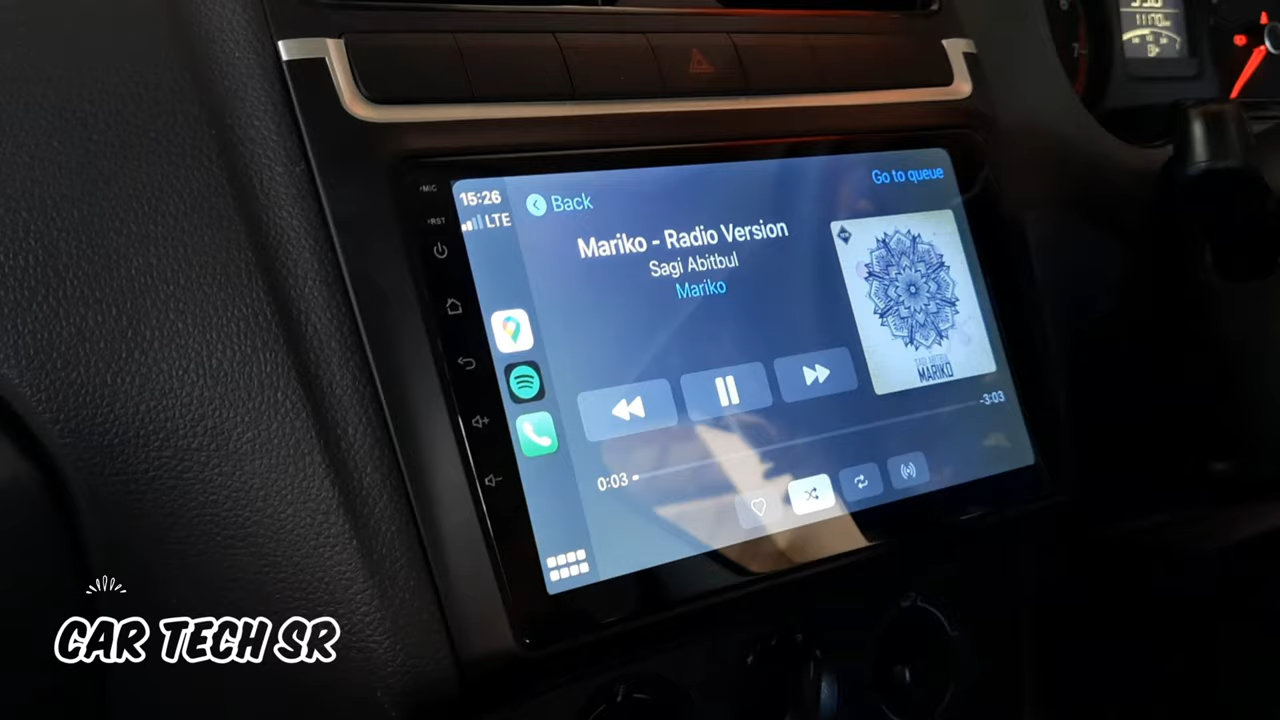 15:26
LTE
Back
Go to queue
Mariko - Radio Version
Sagi Abitbul
Mariko
MARIKO
-3:03
0:03
MIC
RST
CAR TECH SR